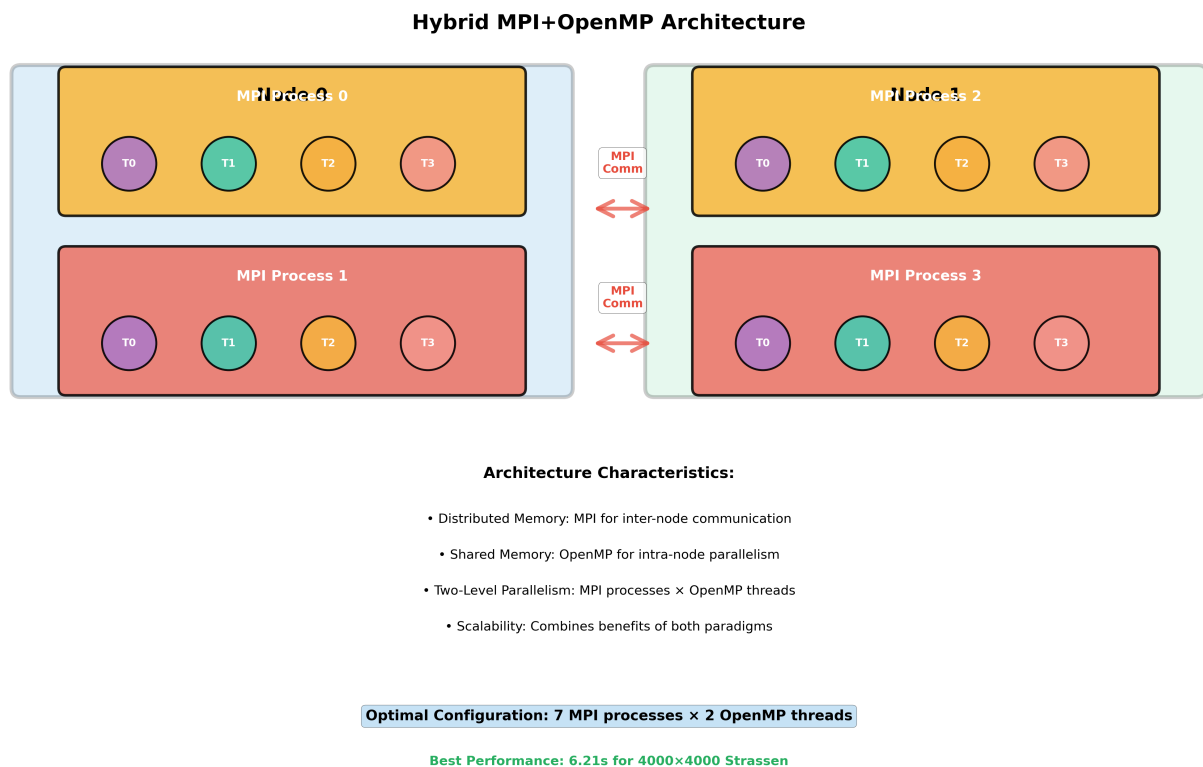 Hybrid MPI+OpenMP Architecture
Node 0
MPI Process 0
T0 T1 T2 T3
MPI Process 1
T0 T1 T2 T3
MPI
Comm
MPI
Comm
Node 1
MPI Process 2
T0 T1 T2 T3
MPI Process 3
T0 T1 T2 T3
Architecture Characteristics:
• Distributed Memory: MPI for inter-node communication
• Shared Memory: OpenMP for intra-node parallelism
• Two-Level Parallelism: MPI processes × OpenMP threads
• Scalability: Combines benefits of both paradigms
Optimal Configuration: 7 MPI processes × 2 OpenMP threads
Best Performance: 6.21s for 4000×4000 Strassen